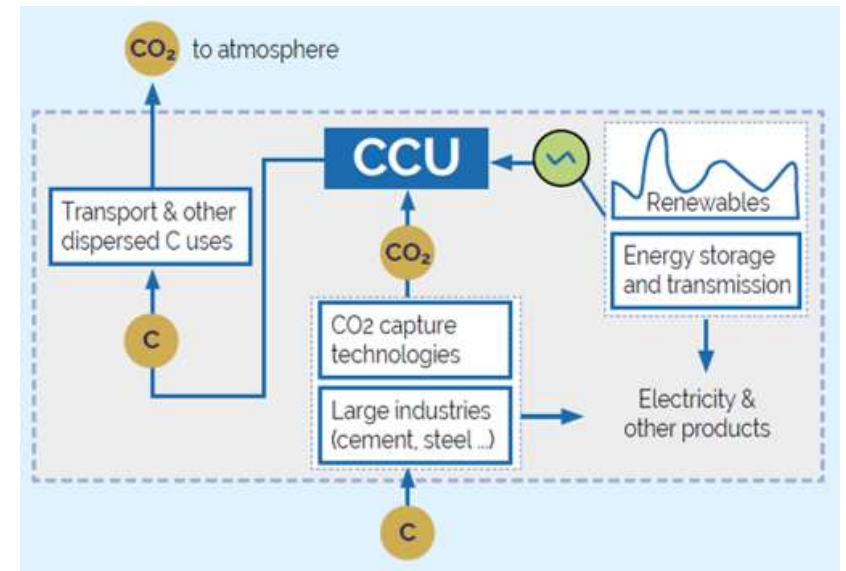 CO₂ to atmosphere
CCU
Transport & other
dispersed C uses
Renewables
CO₂
Energy storage
and transmission
C
CO2 capture
technologies
Large industries
(cement, steel ...)
Electricity &
other products
C